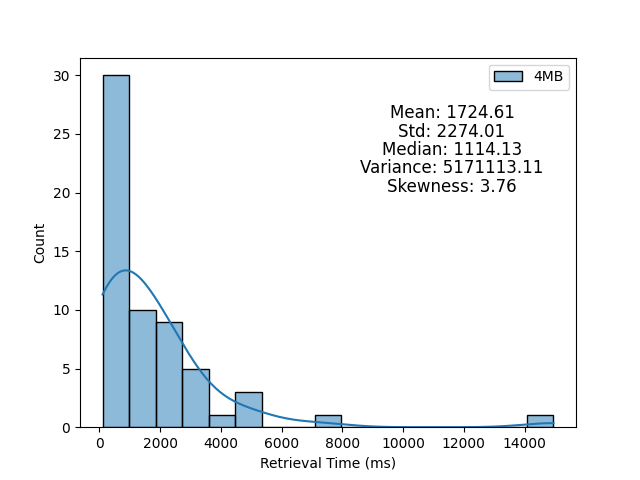 4MB
Mean: 1724.61
Std: 2274.01
Median: 1114.13
Variance: 5171113.11
Skewness: 3.76
30
25
20
15
10
5
0
Count
0 2000 4000 6000 8000 10000 12000 14000
Retrieval Time (ms)